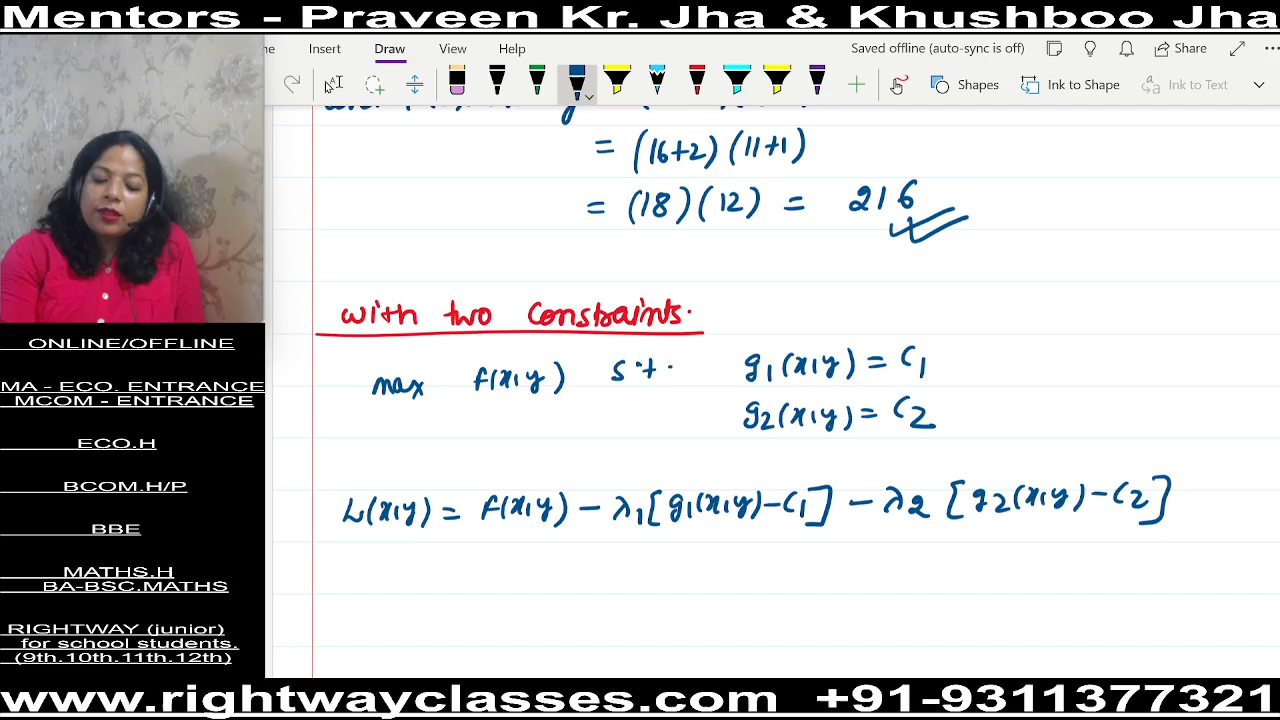 Mentors - Praveen Kr. Jha & Khushboo Jha
Insert Draw View Help
Saved offline (auto-sync is off)
Share
Shapes
Ink to Shape
Ink to Text
= (16+2) (11+1)
= (18) (12) = 216
with two constraints.
max f(x,y) s.t. g₁(x,y) = C₁
g₂(x,y) = C₂
L(x,y) = f(x,y) - λ₁[g₁(x,y) - C₁] - λ₂ [g₂(x,y) - C₂]
ONLINE/OFFLINE
MA - ECO. ENTRANCE
MCOM - ENTRANCE
ECO.H
BCOM.H/P
BBE
MATHS.H
BA-BSC.MATHS
RIGHTWAY (junior)
for school students.
(9th.10th.11th.12th)
www.rightwayclasses.com +91-9311377321